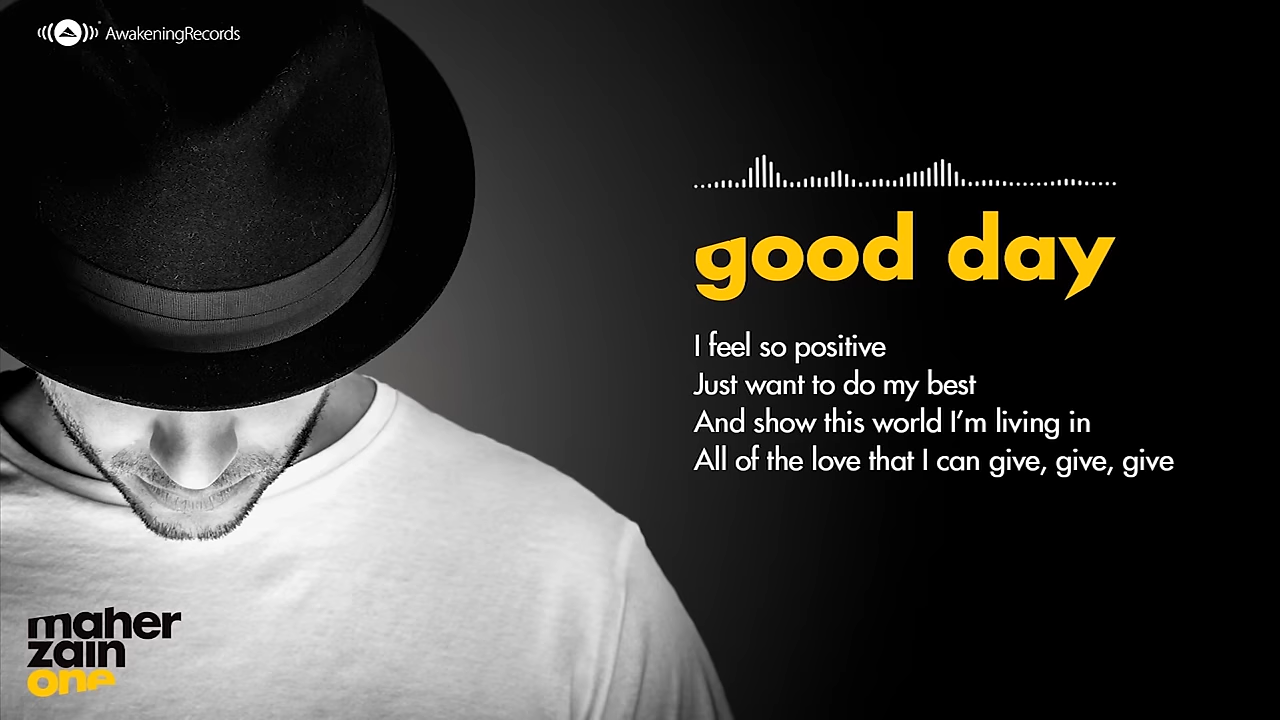 AwakeningRecords
good day
I feel so positive
Just want to do my best
And show this world I'm living in
All of the love that I can give, give, give
maher
zain
one